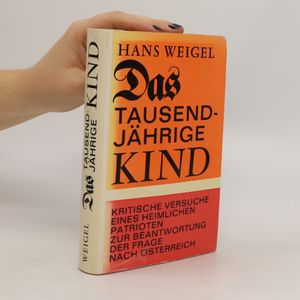 HANS WEIGEL
Das
TAUSEND-
JÄHRIGE
KIND
KRITISCHE VERSUCHE
EINES HEIMLICHEN
PATRIOTEN
ZUR BEANTWORTUNG
DER FRAGE
NACH ÖSTERREICH
WEIGEL
Das
TAUSEND-
JÄHRIGE
KIND